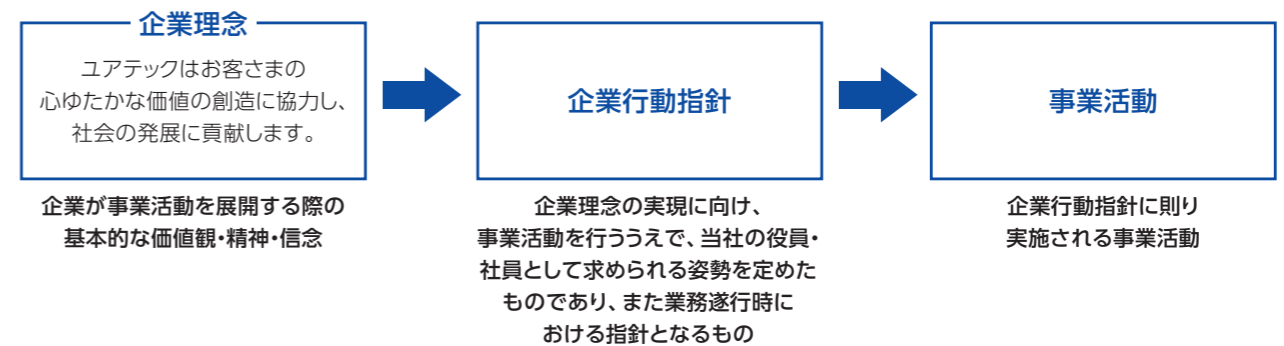 企業理念
ユアテックはお客さまの
心ゆたかな価値の創造に協力し、
社会の発展に貢献します。
企業が事業活動を展開する際の
基本的な価値観・精神・信念
企業行動指針
企業理念の実現に向け、
事業活動を行ううえで、当社の役員・
社員として求められる姿勢を定めた
ものであり、また業務遂行時に
おける指針となるもの
事業活動
企業行動指針に則り
実施される事業活動